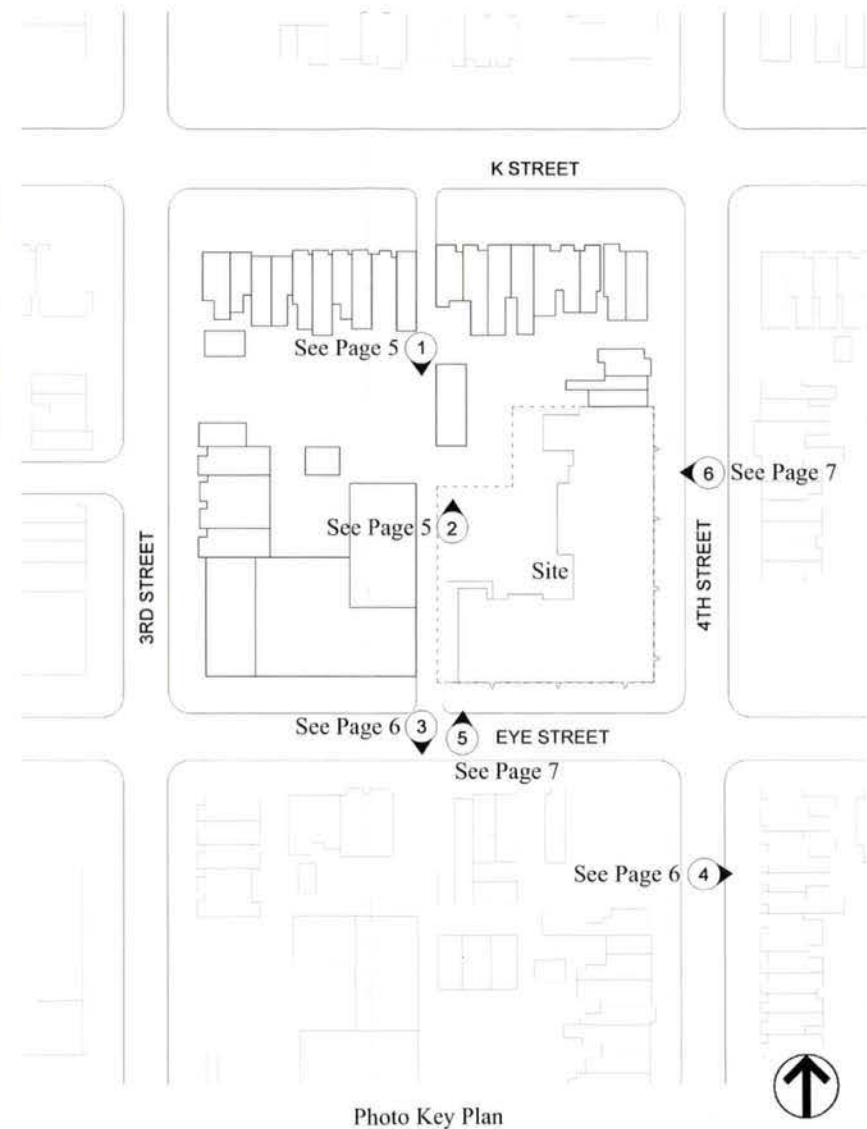 K STREET
See Page 5 1
6 See Page 7
See Page 5 2
Site
3RD STREET
4TH STREET
See Page 6 3
5 EYE STREET
See Page 7
See Page 6 4
Photo Key Plan